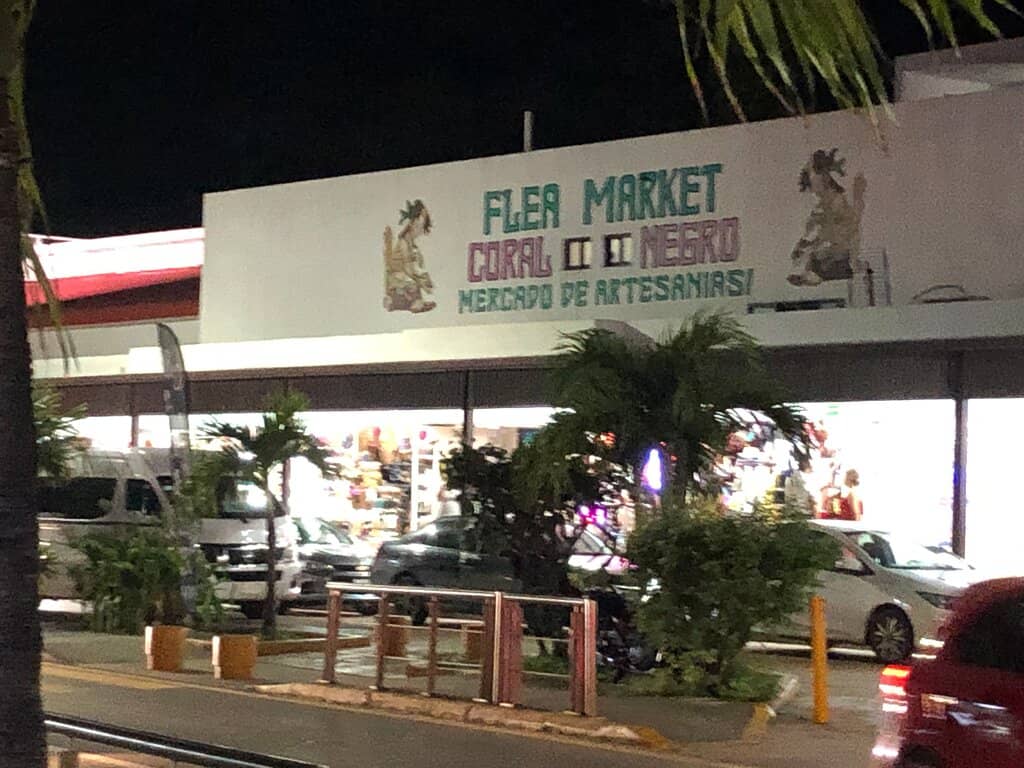 FLEA MARKET
CORAL NEGRO
MERCADO DE ARTESANIAS!